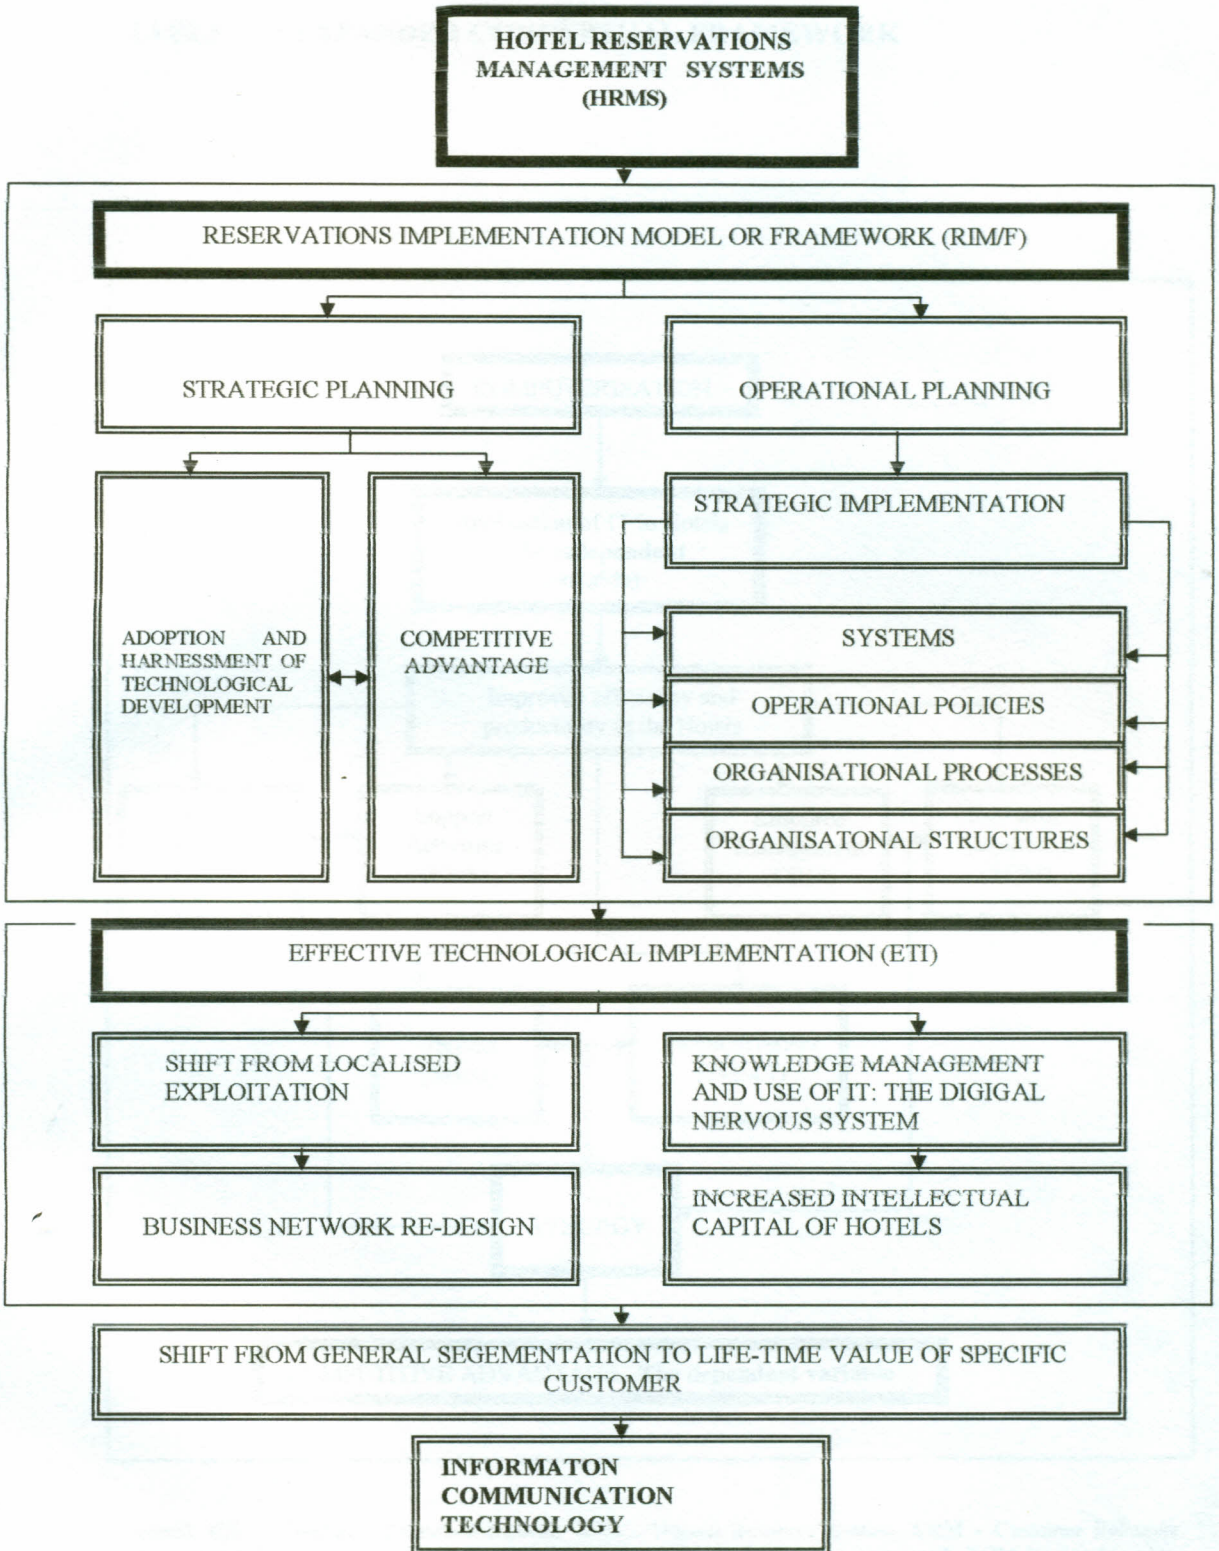 HOTEL RESERVATIONS
MANAGEMENT SYSTEMS
(HRMS)
RESERVATIONS IMPLEMENTATION MODEL OR FRAMEWORK (RIM/F)
STRATEGIC PLANNING
OPERATIONAL PLANNING
ADOPTION AND
HARNESSMENT OF
TECHNOLOGICAL
DEVELOPMENT
COMPETITIVE
ADVANTAGE
STRATEGIC IMPLEMENTATION
SYSTEMS
OPERATIONAL POLICIES
ORGANISATIONAL PROCESSES
ORGANISATONAL STRUCTURES
EFFECTIVE TECHNOLOGICAL IMPLEMENTATION (ETI)
SHIFT FROM LOCALISED
EXPLOITATION
BUSINESS NETWORK RE-DESIGN
KNOWLEDGE MANAGEMENT
AND USE OF IT: THE DIGIGAL
NERVOUS SYSTEM
INCREASED INTELLECTUAL
CAPITAL OF HOTELS
SHIFT FROM GENERAL SEGEMENTATION TO LIFE-TIME VALUE OF SPECIFIC
CUSTOMER
INFORMATON
COMMUNICATION
TECHNOLOGY